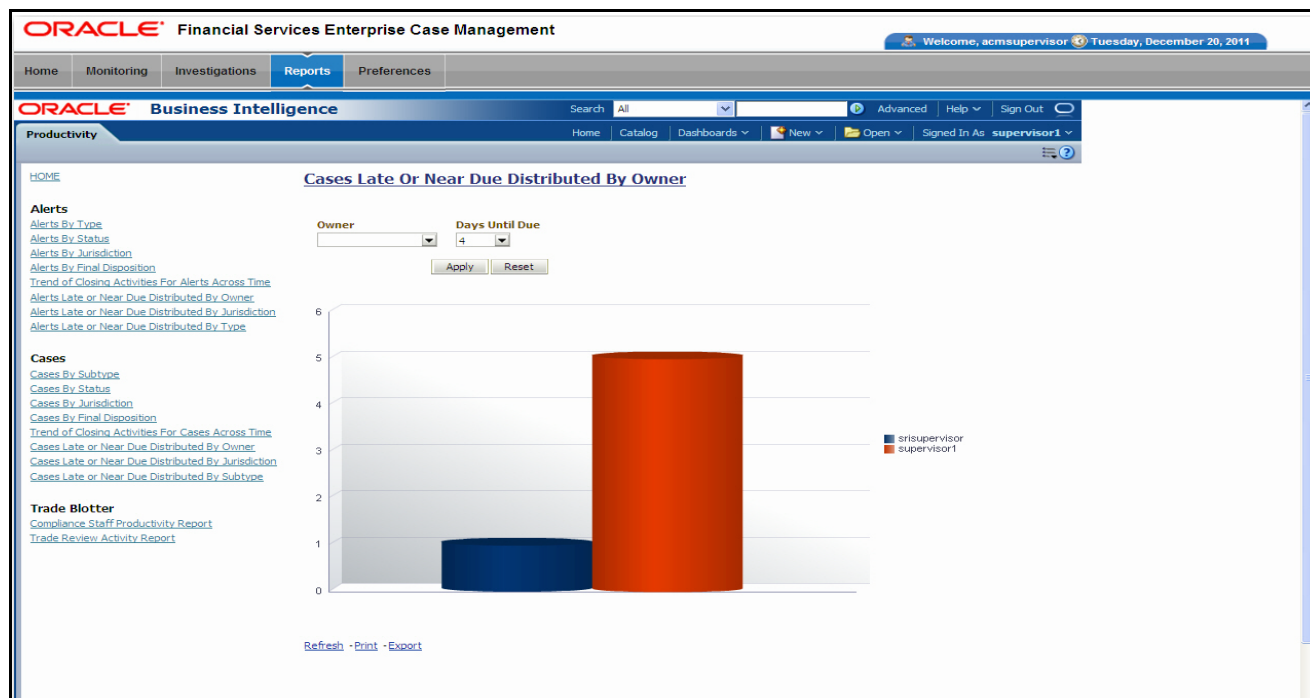 ORACLE® Financial Services Enterprise Case Management
Welcome, acmsupervisor Tuesday, December 20, 2011
Home Monitoring Investigations Reports Preferences
ORACLE® Business Intelligence
Search All Advanced Help Sign Out
Productivity
Home Catalog Dashboards New Open Signed In As supervisor1
HOME
Alerts
Alerts By Type
Alerts By Status
Alerts By Jurisdiction
Alerts By Final Disposition
Trend of Closing Activities For Alerts Across Time
Alerts Late or Near Due Distributed By Owner
Alerts Late or Near Due Distributed By Jurisdiction
Alerts Late or Near Due Distributed By Type
Cases
Cases By Subtype
Cases By Status
Cases By Jurisdiction
Cases By Final Disposition
Trend of Closing Activities For Cases Across Time
Cases Late or Near Due Distributed By Owner
Cases Late or Near Due Distributed By Jurisdiction
Cases Late or Near Due Distributed By Subtype
Trade Blotter
Compliance Staff Productivity Report
Trade Review Activity Report
Cases Late Or Near Due Distributed By Owner
Owner Days Until Due
4
Apply Reset
6
5
4
3
2
1
0
srisupervisor
supervisor1
Refresh - Print - Export